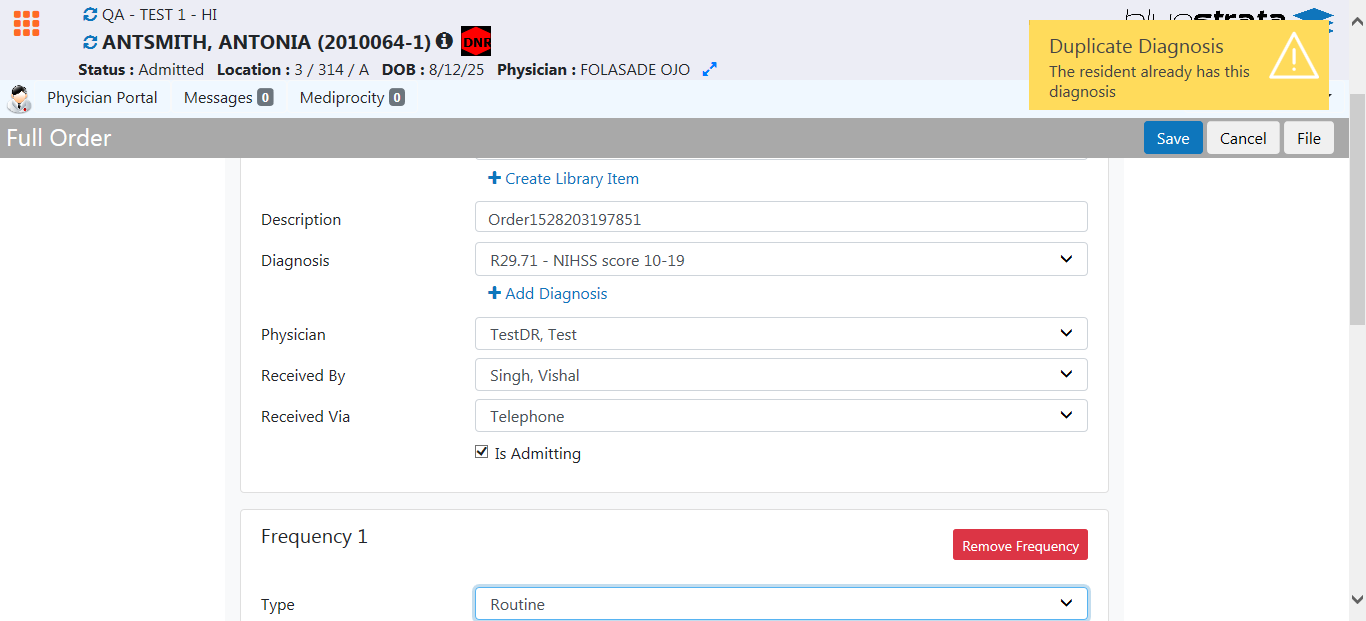 QA - TEST 1 - HI
ANTSMITH, ANTONIA (2010064-1) DNR
Status : Admitted Location : 3 / 314 / A DOB : 8/12/25 Physician : FOLASADE OJO
Duplicate Diagnosis
The resident already has this
diagnosis
Physician Portal Messages 0 Mediprocity 0
Full Order Save Cancel File
+ Create Library Item
Description Order1528203197851
Diagnosis R29.71 - NIHSS score 10-19
+ Add Diagnosis
Physician TestDR, Test
Received By Singh, Vishal
Received Via Telephone
Is Admitting
Frequency 1 Remove Frequency
Type Routine